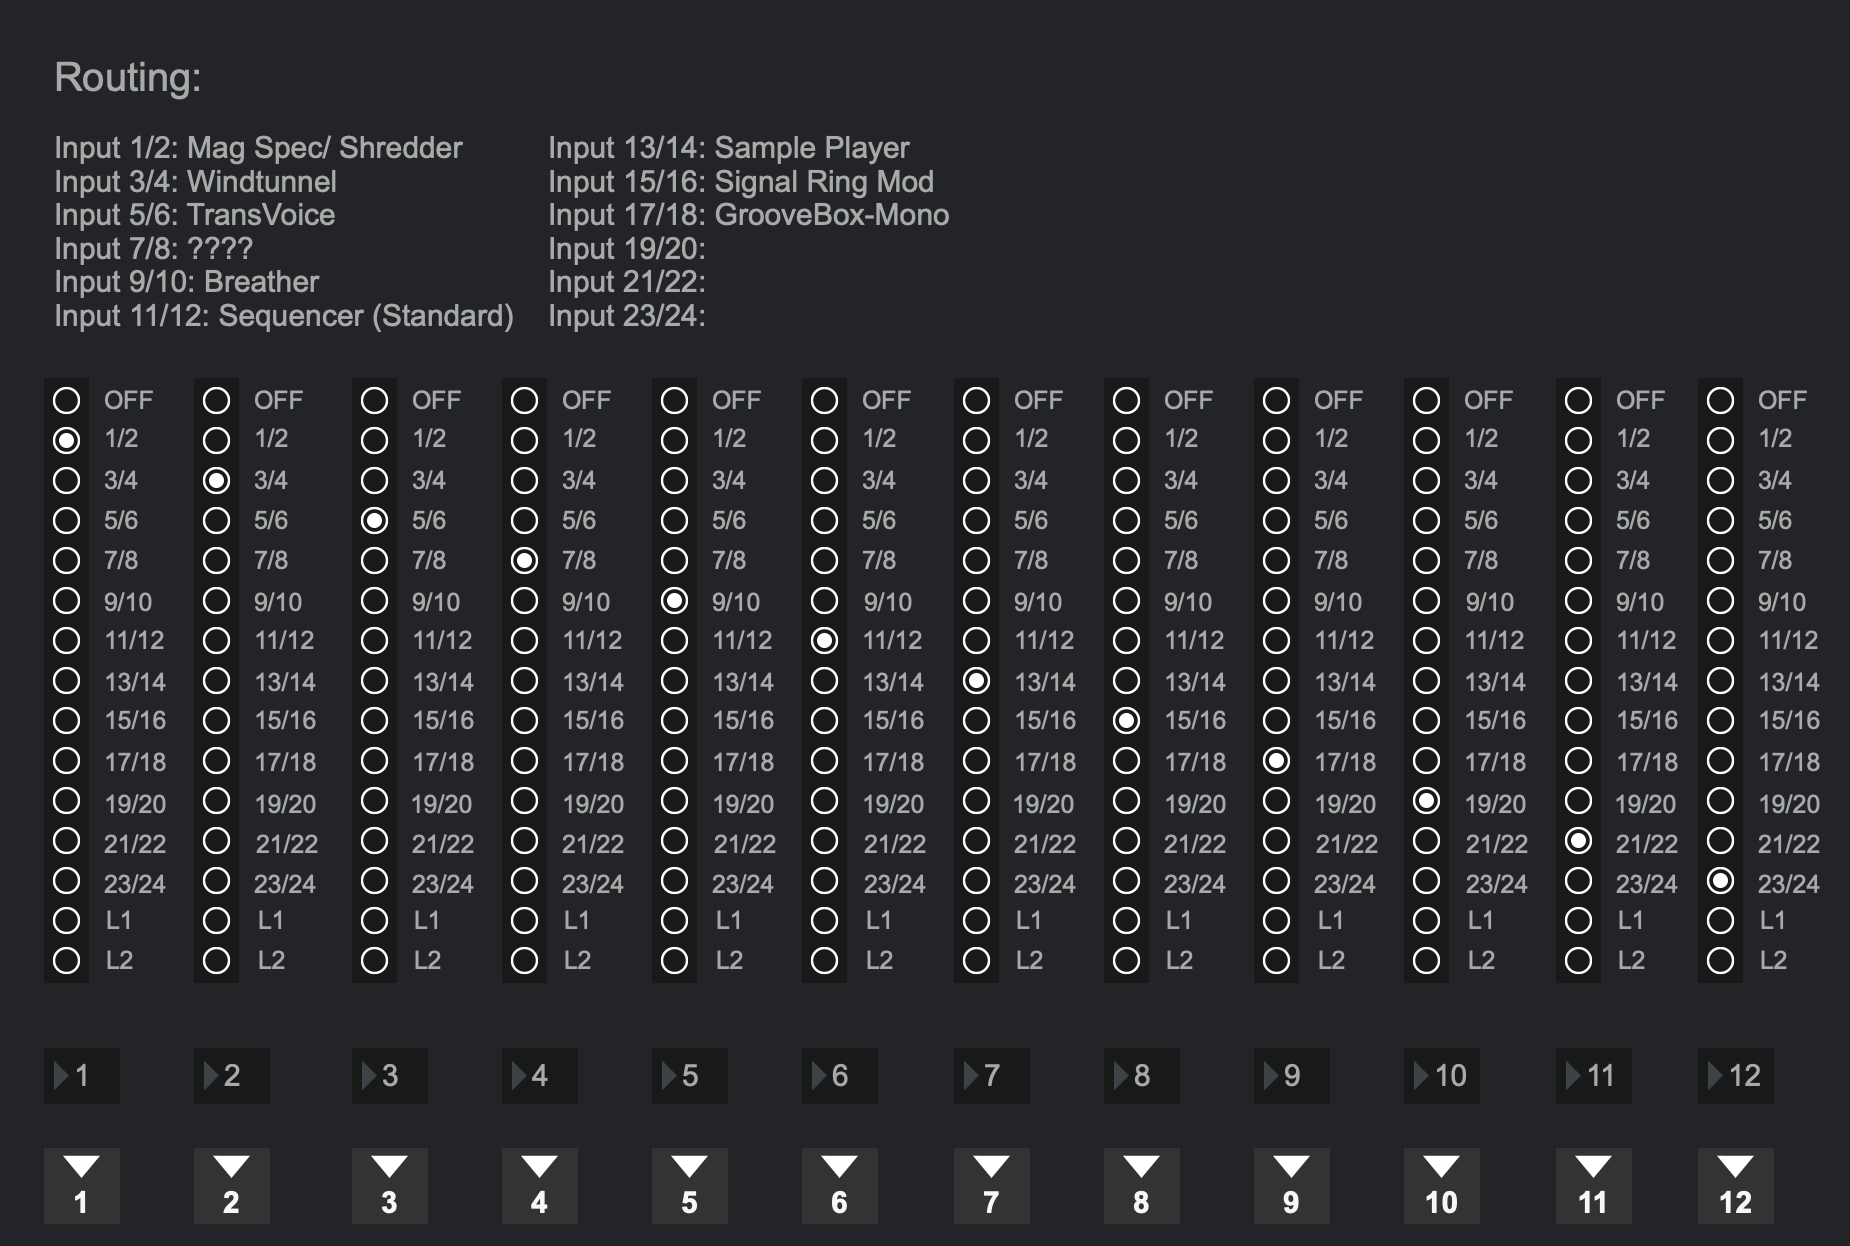 Routing:
Input 1/2: Mag Spec/ Shredder
Input 3/4: Windtunnel
Input 5/6: TransVoice
Input 7/8: ????
Input 9/10: Breather
Input 11/12: Sequencer (Standard)
Input 13/14: Sample Player
Input 15/16: Signal Ring Mod
Input 17/18: GrooveBox-Mono
Input 19/20:
Input 21/22:
Input 23/24:
OFF OFF OFF OFF OFF OFF OFF OFF OFF OFF OFF OFF
1/2 1/2 1/2 1/2 1/2 1/2 1/2 1/2 1/2 1/2 1/2 1/2
3/4 3/4 3/4 3/4 3/4 3/4 3/4 3/4 3/4 3/4 3/4 3/4
5/6 5/6 5/6 5/6 5/6 5/6 5/6 5/6 5/6 5/6 5/6 5/6
7/8 7/8 7/8 7/8 7/8 7/8 7/8 7/8 7/8 7/8 7/8 7/8
9/10 9/10 9/10 9/10 9/10 9/10 9/10 9/10 9/10 9/10 9/10 9/10
11/12 11/12 11/12 11/12 11/12 11/12 11/12 11/12 11/12 11/12 11/12 11/12
13/14 13/14 13/14 13/14 13/14 13/14 13/14 13/14 13/14 13/14 13/14 13/14
15/16 15/16 15/16 15/16 15/16 15/16 15/16 15/16 15/16 15/16 15/16 15/16
17/18 17/18 17/18 17/18 17/18 17/18 17/18 17/18 17/18 17/18 17/18 17/18
19/20 19/20 19/20 19/20 19/20 19/20 19/20 19/20 19/20 19/20 19/20 19/20
21/22 21/22 21/22 21/22 21/22 21/22 21/22 21/22 21/22 21/22 21/22 21/22
23/24 23/24 23/24 23/24 23/24 23/24 23/24 23/24 23/24 23/24 23/24 23/24
L1 L1 L1 L1 L1 L1 L1 L1 L1 L1 L1 L1
L2 L2 L2 L2 L2 L2 L2 L2 L2 L2 L2 L2
1 2 3 4 5 6 7 8 9 10 11 12
1 2 3 4 5 6 7 8 9 10 11 12